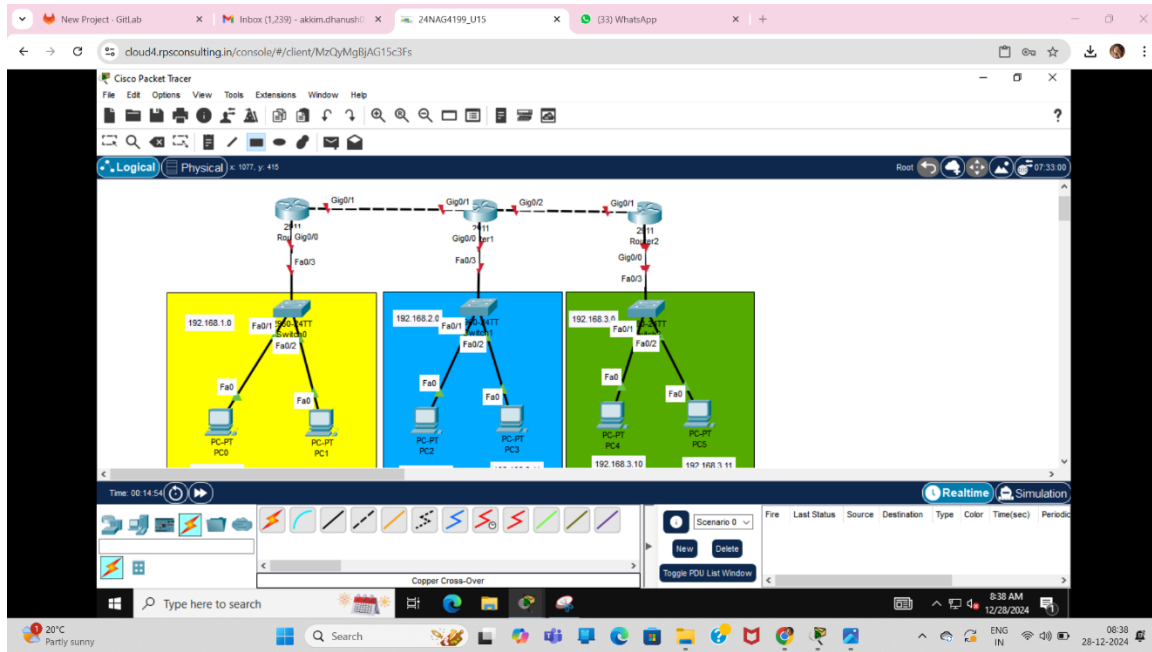 New Project - GitLab
Inbox (1,239) - akkim.dhanush
24NAG4199_U15
(33) WhatsApp
cloud4.rpsconsulting.in/console/#/client/MzQyMgBjAG15c3Fs
Cisco Packet Tracer
File Edit Options View Tools Extensions Window Help
Logical Physical x: 1077, y: 415 Root 07:33:00
Gig0/1 Gig0/1 Gig0/2 Gig0/1
2911
Gig0/0 Gig0/0
Router2
Gig0/0
Fa0/3 Fa0/3 Fa0/3
192.168.1.0 192.168.2.0 192.168.3.0
Fa0/1 Fa0/1 Fa0/1
Switch0
Fa0/2 Fa0/2 Fa0/2
Fa0 Fa0 Fa0 Fa0 Fa0 Fa0
PC-PT PC-PT PC-PT PC-PT PC-PT PC-PT
PC0 PC1 PC2 PC3 PC4 PC5
192.168.3.10 192.168.3.11
Time: 00:14:54 Realtime Simulation
Scenario 0
Fire Last Status Source Destination Type Color Time(sec) Periodic
New Delete
Toggle PDU List Window
Copper Cross-Over
Type here to search
8:38 AM
12/28/2024
20°C
Partly sunny
Search
ENG
IN
08:38
28-12-2024